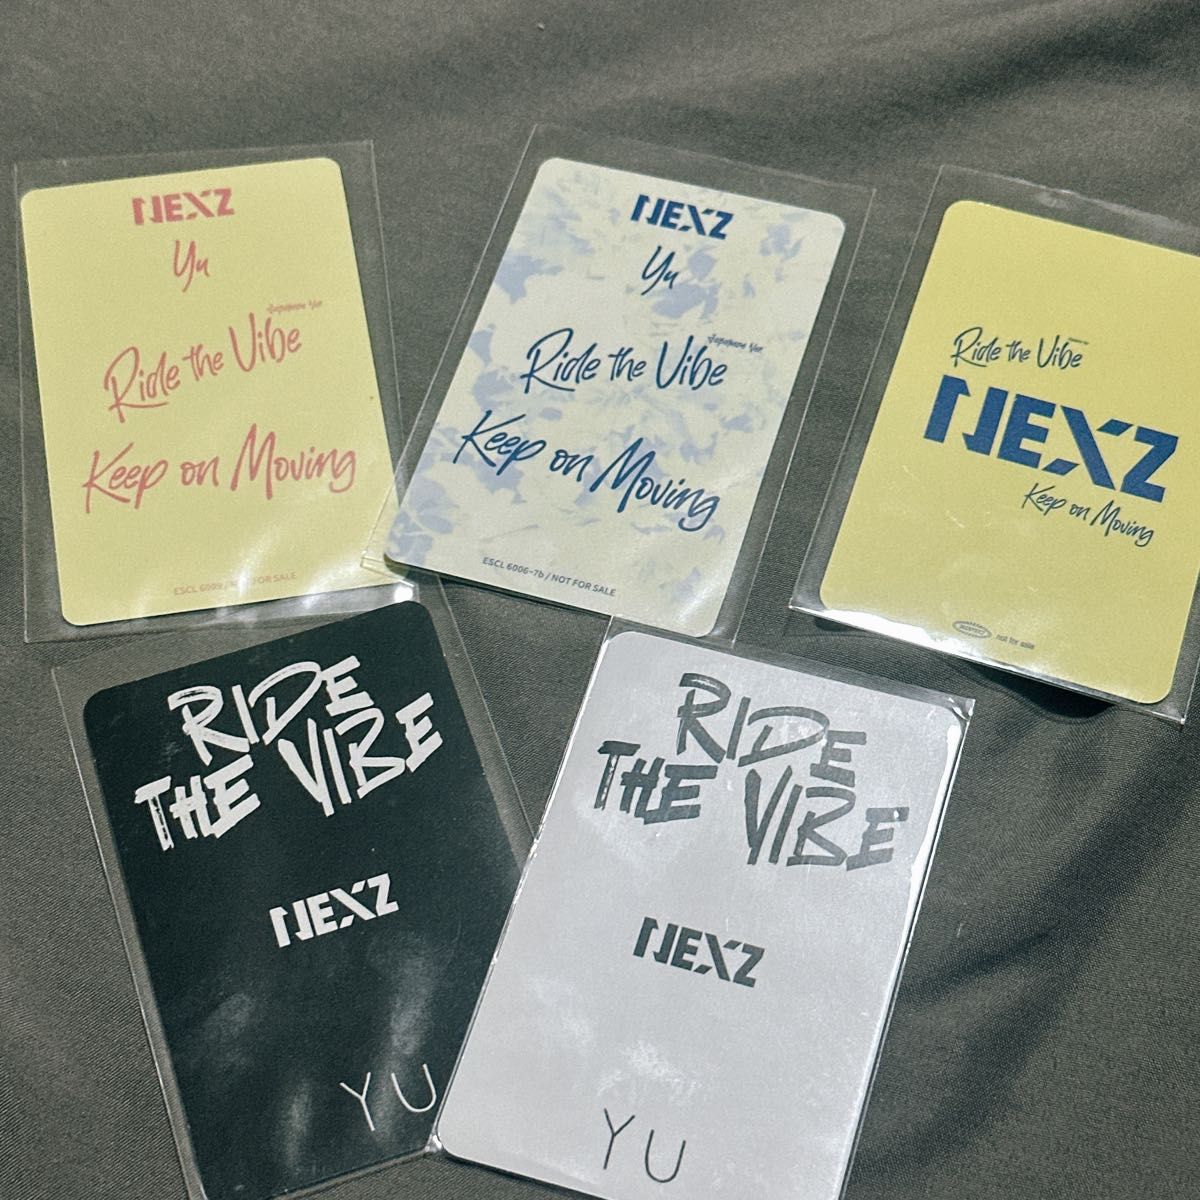 NEXZ
Yu
Japanese Ver
Ride the Vibe
Keep on Moving
ESCL 6009 / NOT FOR SALE
NEXZ
Yu
Japanese Ver
Ride the Vibe
Keep on Moving
ESCL 6006~7b / NOT FOR SALE
Ride the Vibe
NEXZ
Keep on Moving
not for sale
RIDE
THE VIBE
NEXZ
YU
RIDE
THE VIBE
NEXZ
YU